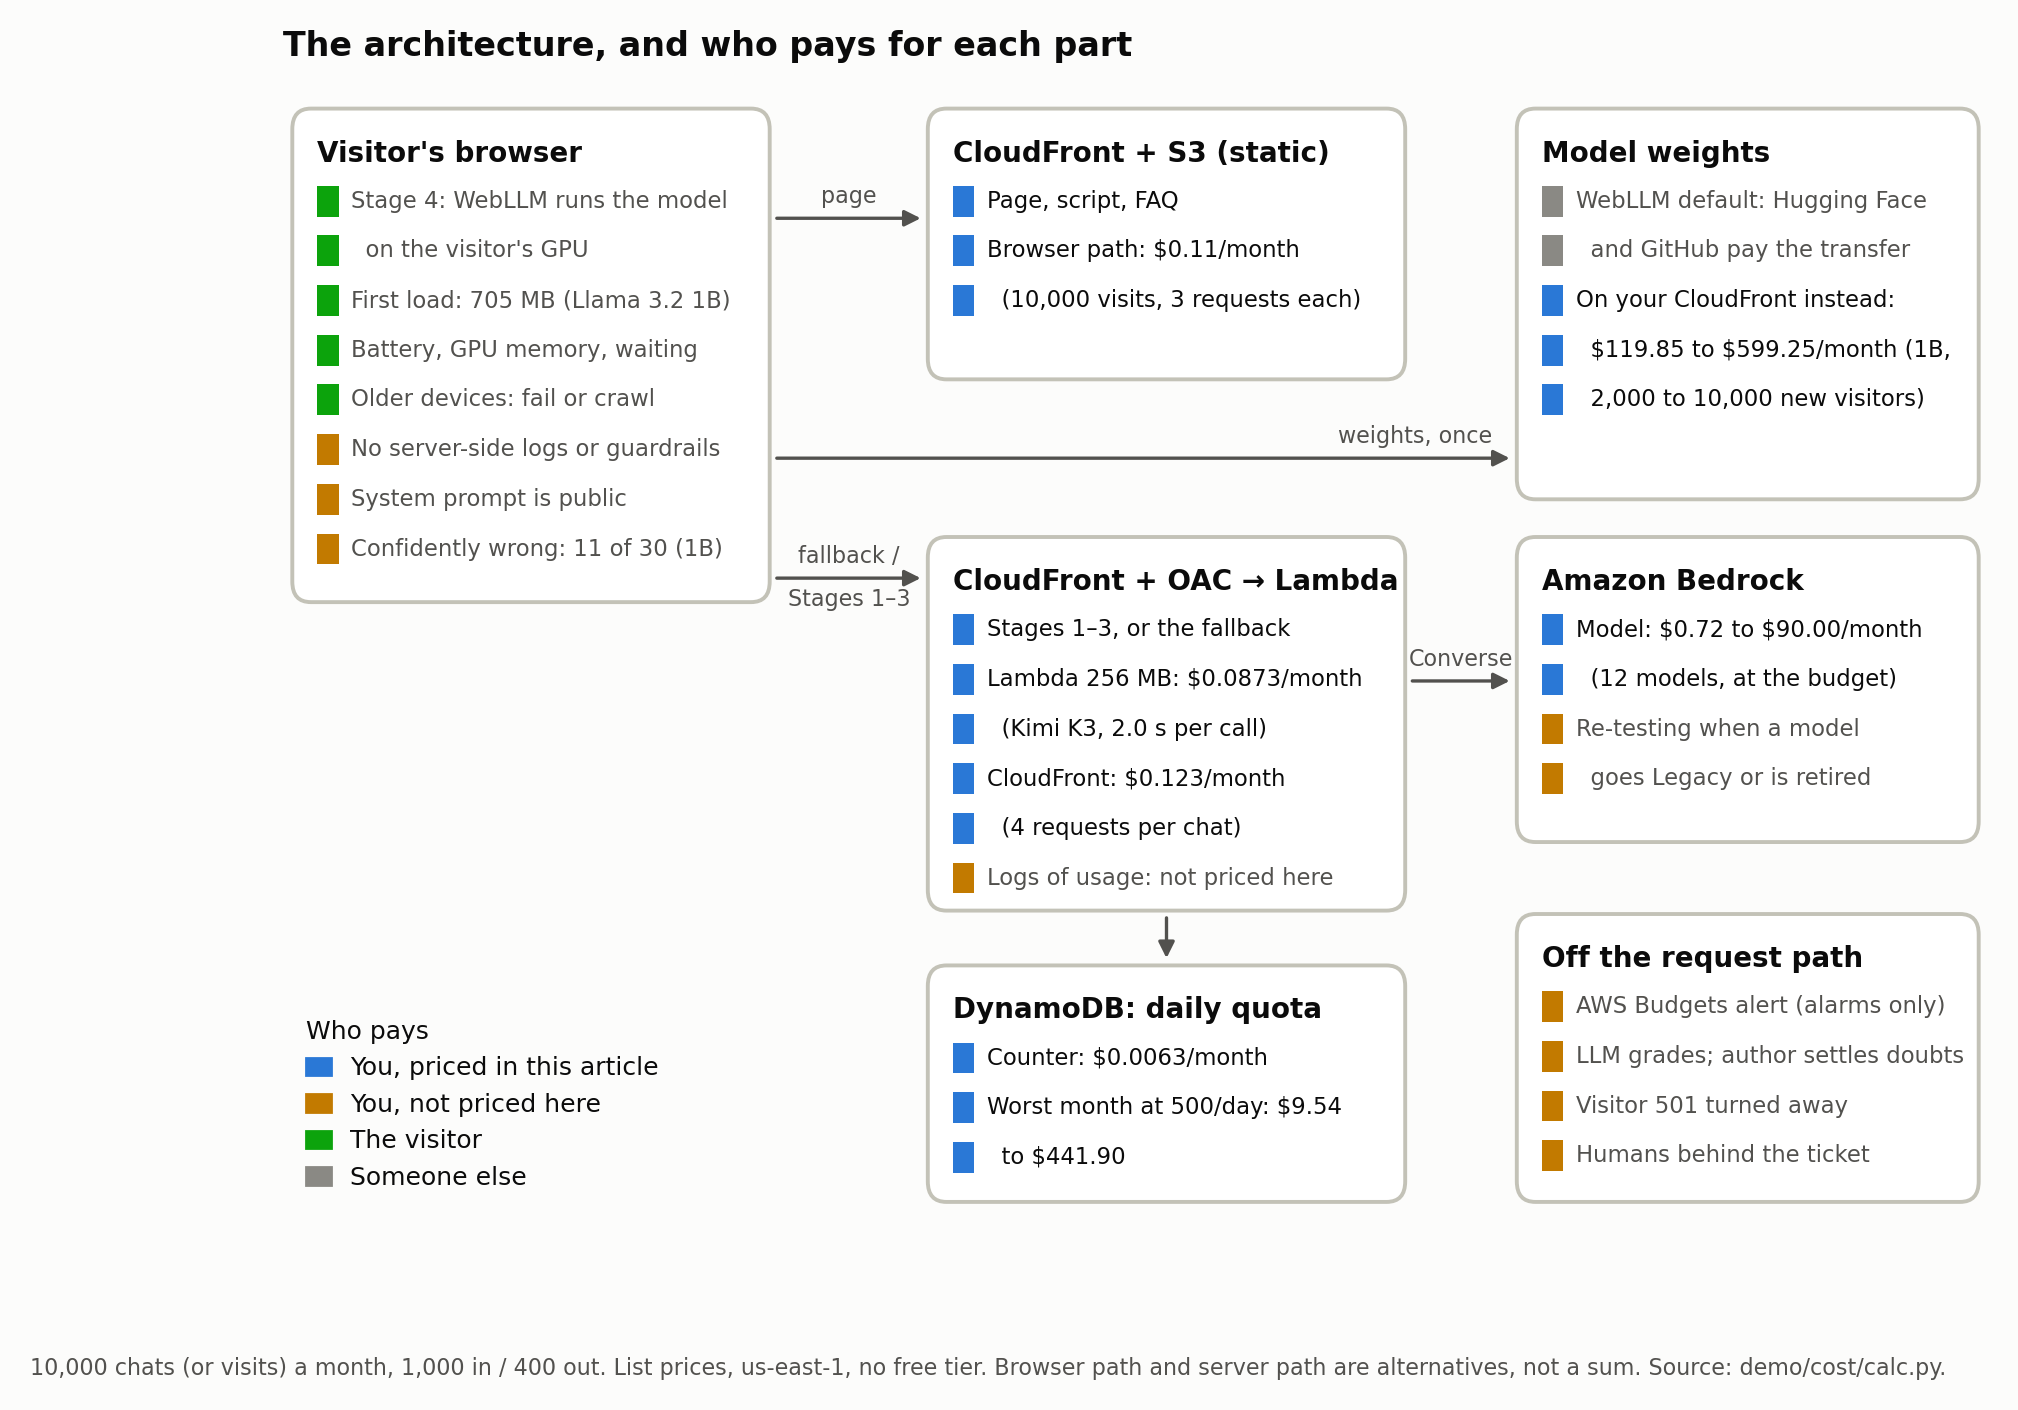 The architecture, and who pays for each part
Visitor's browser
Stage 4: WebLLM runs the model
on the visitor's GPU
First load: 705 MB (Llama 3.2 1B)
Battery, GPU memory, waiting
Older devices: fail or crawl
No server-side logs or guardrails
System prompt is public
Confidently wrong: 11 of 30 (1B)
page
CloudFront + S3 (static)
Page, script, FAQ
Browser path: $0.11/month
(10,000 visits, 3 requests each)
Model weights
WebLLM default: Hugging Face
and GitHub pay the transfer
On your CloudFront instead:
$119.85 to $599.25/month (1B,
2,000 to 10,000 new visitors)
weights, once
fallback /
Stages 1–3
CloudFront + OAC → Lambda
Stages 1–3, or the fallback
Lambda 256 MB: $0.0873/month
(Kimi K3, 2.0 s per call)
CloudFront: $0.123/month
(4 requests per chat)
Logs of usage: not priced here
Converse
Amazon Bedrock
Model: $0.72 to $90.00/month
(12 models, at the budget)
Re-testing when a model
goes Legacy or is retired
DynamoDB: daily quota
Counter: $0.0063/month
Worst month at 500/day: $9.54
to $441.90
Off the request path
AWS Budgets alert (alarms only)
LLM grades; author settles doubts
Visitor 501 turned away
Humans behind the ticket
Who pays
You, priced in this article
You, not priced here
The visitor
Someone else
10,000 chats (or visits) a month, 1,000 in / 400 out. List prices, us-east-1, no free tier. Browser path and server path are alternatives, not a sum. Source: demo/cost/calc.py.